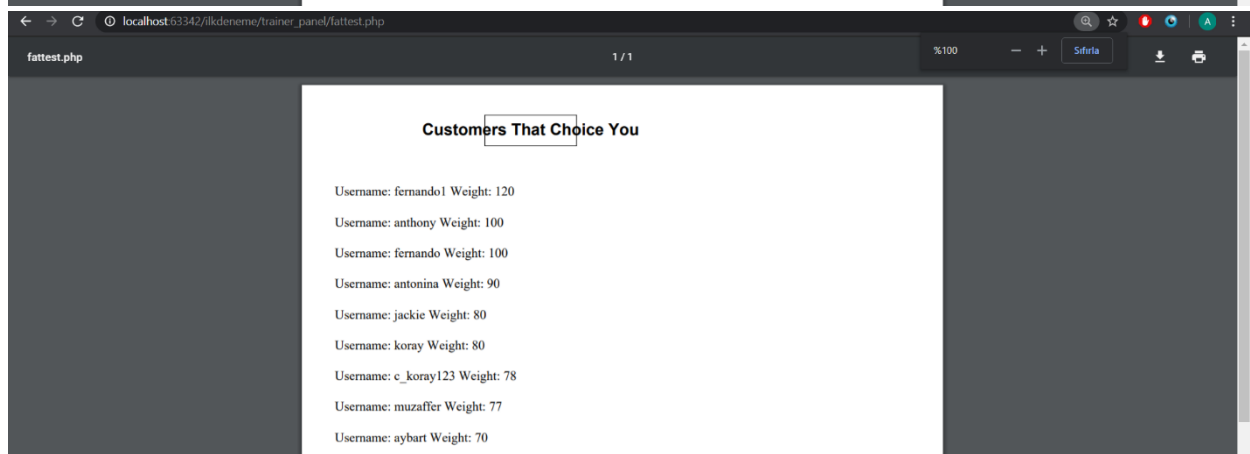 localhost:63342/ilkdeneme/trainer_panel/fattest.php
A
fattest.php 1 / 1 %100 Sıfırla
Customers That Choice You
Username: fernando1 Weight: 120
Username: anthony Weight: 100
Username: fernando Weight: 100
Username: antonina Weight: 90
Username: jackie Weight: 80
Username: koray Weight: 80
Username: c_koray123 Weight: 78
Username: muzaffer Weight: 77
Username: aybart Weight: 70